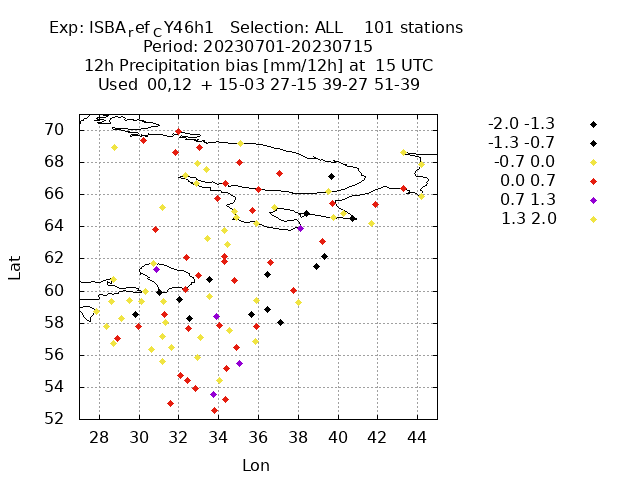 Exp: ISBA_ref_C Y46h1 Selection: ALL 101 stations
Period: 20230701-20230715
12h Precipitation bias [mm/12h] at 15 UTC
Used 00,12 + 15-03 27-15 39-27 51-39
70
68
66
64
62
60
58
56
54
52
Lat
28 30 32 34 36 38 40 42 44
Lon
-2.0 -1.3
-1.3 -0.7
-0.7 0.0
0.0 0.7
0.7 1.3
1.3 2.0